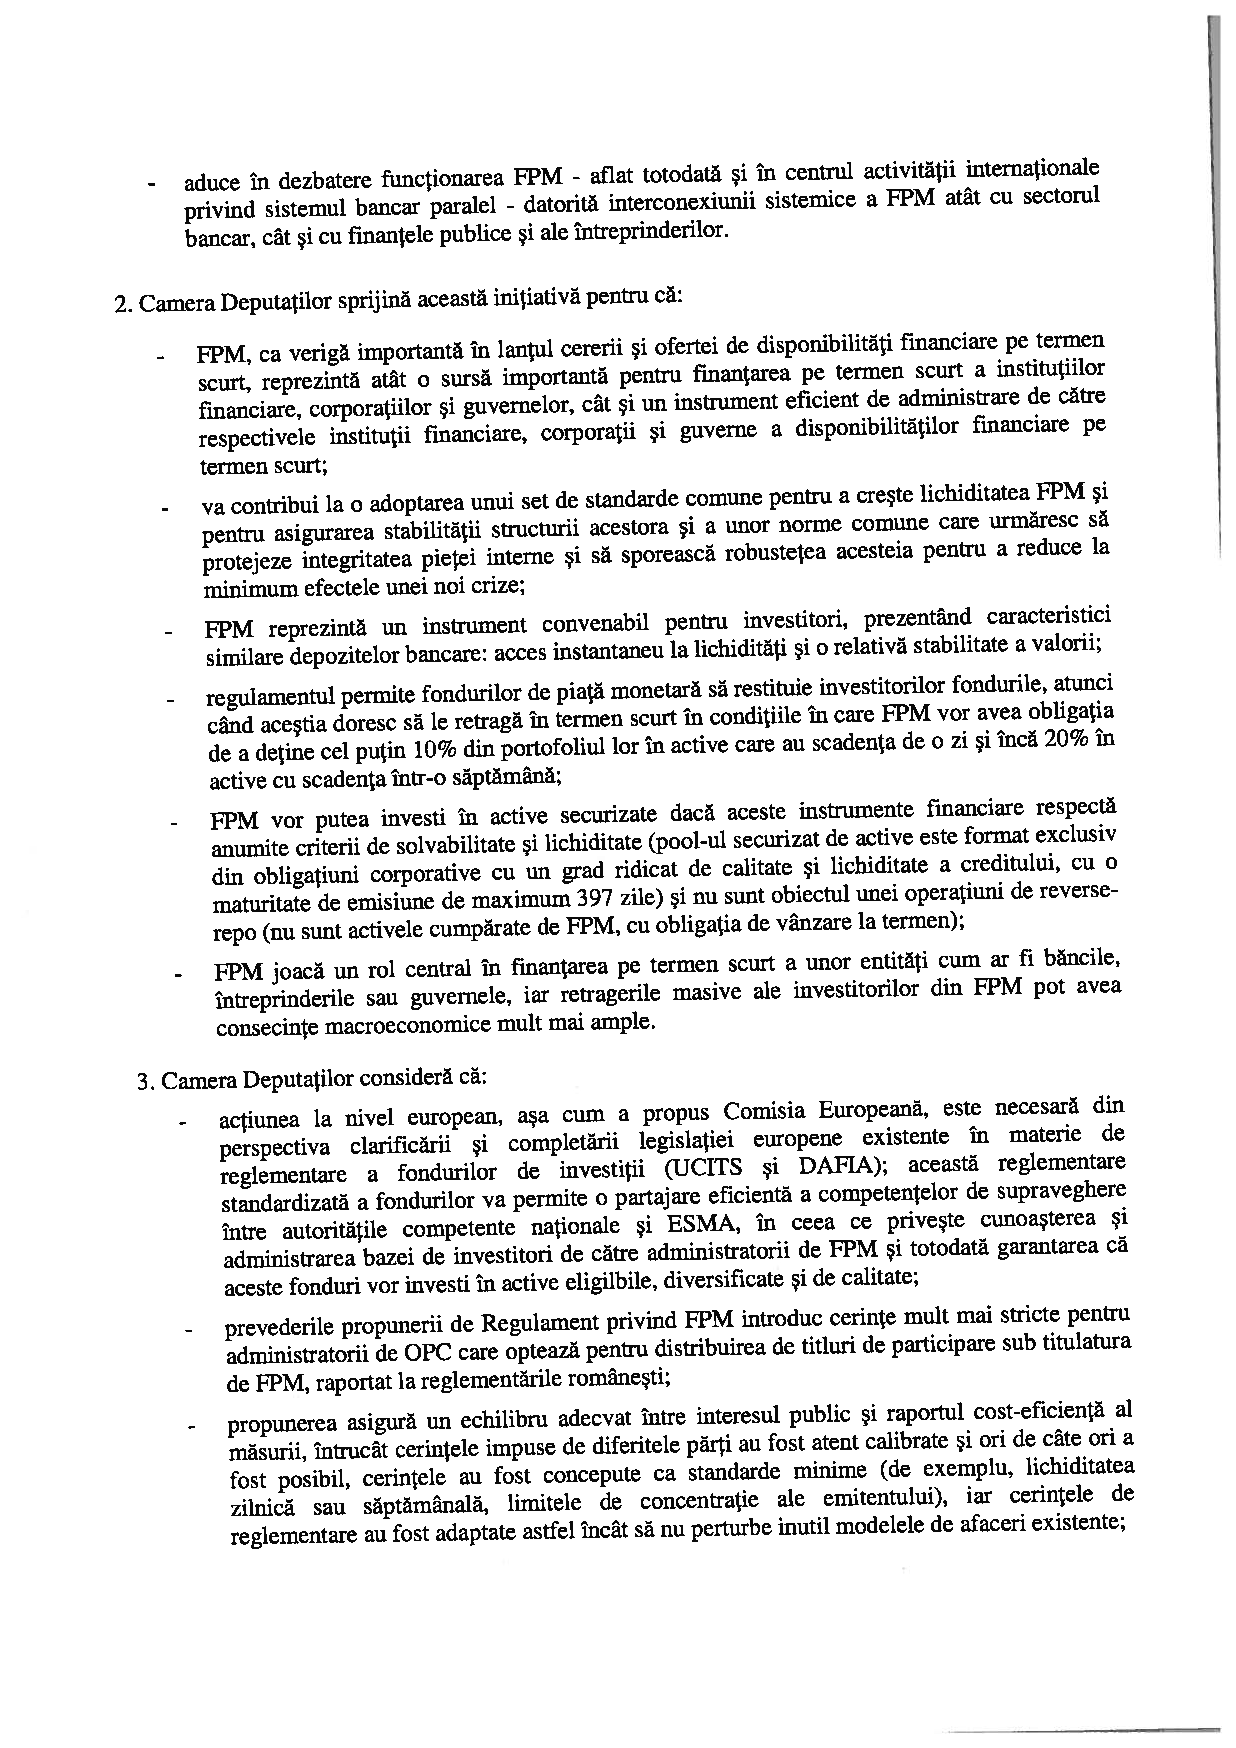 - aduce în dezbatere funcționarea FPM - aflat totodată și în centrul activității internaționale
privind sistemul bancar paralel - datorită interconexiunii sistemice a FPM atât cu sectorul
bancar, cât și cu finanțele publice și ale întreprinderilor.
2. Camera Deputaților sprijină această inițiativă pentru că:
- FPM, ca verigă importantă în lanțul cererii și ofertei de disponibilități financiare pe termen
scurt, reprezintă atât o sursă importantă pentru finanțarea pe termen scurt a instituțiilor
financiare, corporațiilor și guvernelor, cât și un instrument eficient de administrare de către
respectivele instituții financiare, corporații și guverne a disponibilităților financiare pe
termen scurt;
- va contribui la o adoptarea unui set de standarde comune pentru a crește lichiditatea FPM și
pentru asigurarea stabilității structurii acestora și a unor norme comune care urmăresc să
protejeze integritatea pieței interne și să sporească robustețea acesteia pentru a reduce la
minimum efectele unei noi crize;
- FPM reprezintă un instrument convenabil pentru investitori, prezentând caracteristici
similare depozitelor bancare: acces instantaneu la lichidități și o relativă stabilitate a valorii;
- regulamentul permite fondurilor de piață monetară să restituie investitorilor fondurile, atunci
când aceștia doresc să le retragă în termen scurt în condițiile în care FPM vor avea obligația
de a deține cel puțin 10% din portofoliul lor în active care au scadența de o zi și încă 20% în
active cu scadența într-o săptămână;
- FPM vor putea investi în active securizate dacă aceste instrumente financiare respectă
anumite criterii de solvabilitate și lichiditate (pool-ul securizat de active este format exclusiv
din obligațiuni corporative cu un grad ridicat de calitate și lichiditate a creditului, cu o
maturitate de emisiune de maximum 397 zile) și nu sunt obiectul unei operațiuni de reverse-
repo (nu sunt activele cumpărate de FPM, cu obligația de vânzare la termen);
- FPM joacă un rol central în finanțarea pe termen scurt a unor entități cum ar fi băncile,
întreprinderile sau guvernele, iar retragerile masive ale investitorilor din FPM pot avea
consecințe macroeconomice mult mai ample.
3. Camera Deputaților consideră că:
- acțiunea la nivel european, așa cum a propus Comisia Europeană, este necesară din
perspectiva clarificării și completării legislației europene existente în materie de
reglementare a fondurilor de investiții (UCITS și DAFIA); această reglementare
standardizată a fondurilor va permite o partajare eficientă a competențelor de supraveghere
între autoritățile competente naționale și ESMA, în ceea ce privește cunoașterea și
administrarea bazei de investitori de către administratorii de FPM și totodată garantarea că
aceste fonduri vor investi în active eligilbile, diversificate și de calitate;
- prevederile propunerii de Regulament privind FPM introduc cerințe mult mai stricte pentru
administratorii de OPC care optează pentru distribuirea de titluri de participare sub titulatura
de FPM, raportat la reglementările românești;
- propunerea asigură un echilibru adecvat între interesul public și raportul cost-eficiență al
măsurii, întrucât cerințele impuse de diferitele părți au fost atent calibrate și ori de câte ori a
fost posibil, cerințele au fost concepute ca standarde minime (de exemplu, lichiditatea
zilnică sau săptămânală, limitele de concentrație ale emitentului), iar cerințele de
reglementare au fost adaptate astfel încât să nu perturbe inutil modelele de afaceri existente;